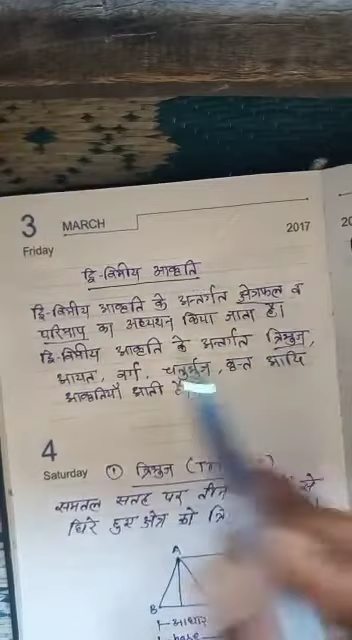 3 MARCH 2017
Friday
द्वि-विमीय आकृति
द्वि-विमीय आकृति के अन्तर्गत क्षेत्रफल व
परिमाप का अध्ययन किया जाता है।
द्वि-विमीय आकृति के अन्तर्गत त्रिभुज,
आयत, वर्ग, चतुर्भुज, वृत्त आदि
आकृतियाँ आती है।
4
Saturday ① त्रिभुज (
समतल सतह पर तीन से
घिरे हुए क्षेत्र को
A
B
आधार
base